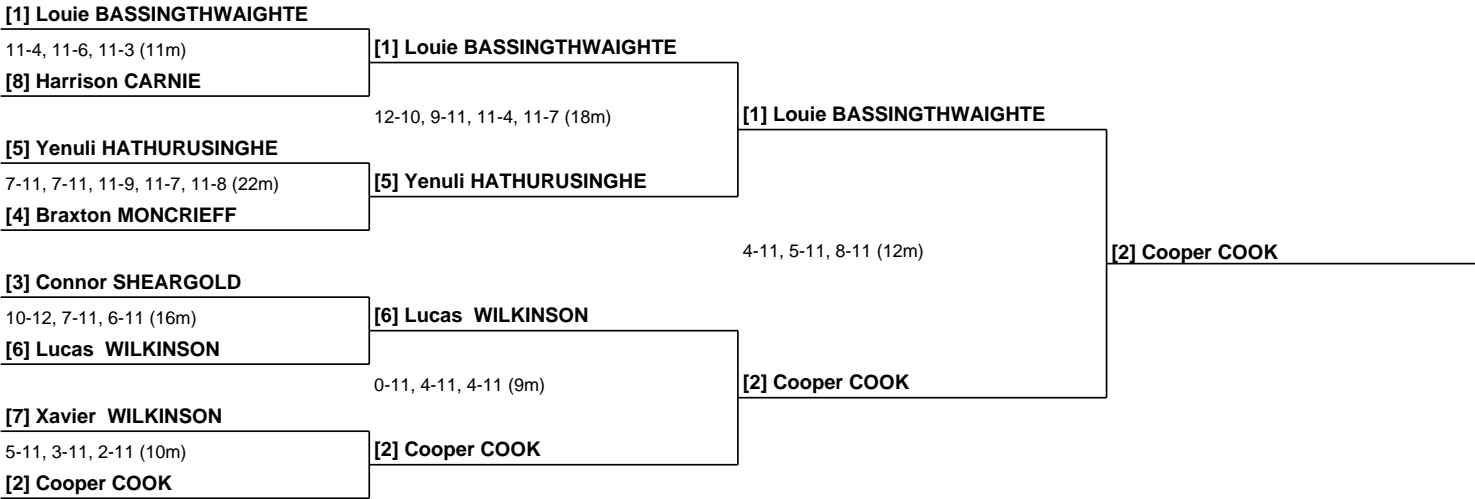 [1] Louie BASSINGTHWAIGHTE
11-4, 11-6, 11-3 (11m)
[8] Harrison CARNIE
[5] Yenuli HATHURUSINGHE
7-11, 7-11, 11-9, 11-7, 11-8 (22m)
[4] Braxton MONCRIEFF
[3] Connor SHEARGOLD
10-12, 7-11, 6-11 (16m)
[6] Lucas WILKINSON
[7] Xavier WILKINSON
5-11, 3-11, 2-11 (10m)
[2] Cooper COOK
[1] Louie BASSINGTHWAIGHTE
12-10, 9-11, 11-4, 11-7 (18m)
[5] Yenuli HATHURUSINGHE
[6] Lucas WILKINSON
0-11, 4-11, 4-11 (9m)
[2] Cooper COOK
[1] Louie BASSINGTHWAIGHTE
4-11, 5-11, 8-11 (12m)
[2] Cooper COOK
[2] Cooper COOK